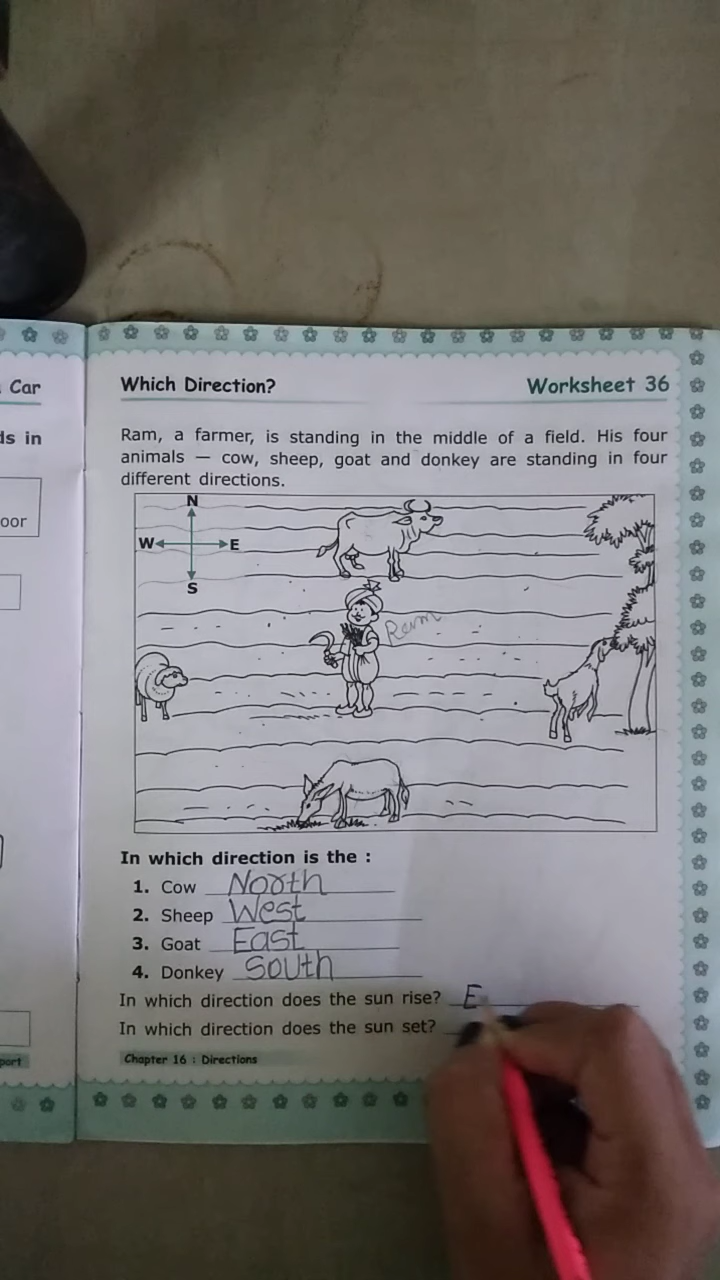 Car
ds in
oor
port
Which Direction? Worksheet 36
Ram, a farmer, is standing in the middle of a field. His four
animals — cow, sheep, goat and donkey are standing in four
different directions.
N
W E
S
Ram
In which direction is the :
1. Cow North
2. Sheep West
3. Goat East
4. Donkey South
In which direction does the sun rise? E
In which direction does the sun set?
Chapter 16 : Directions